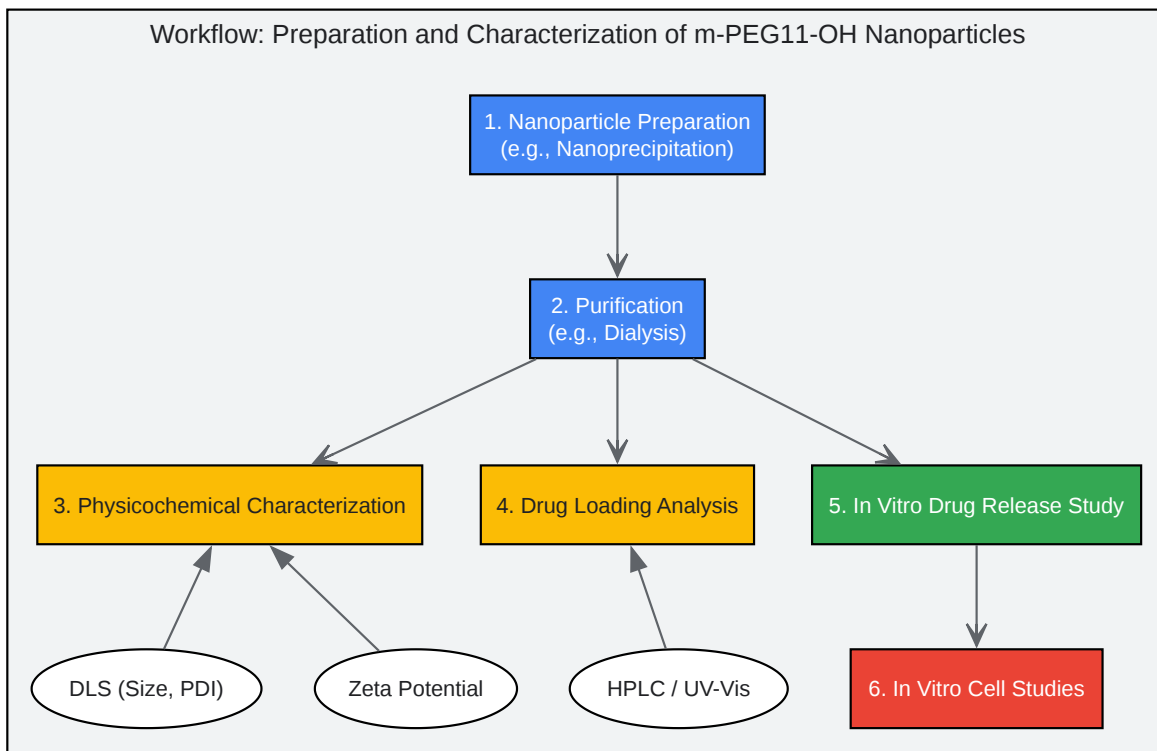 Workflow: Preparation and Characterization of m-PEG11-OH Nanoparticles
1. Nanoparticle Preparation
(e.g., Nanoprecipitation)
2. Purification
(e.g., Dialysis)
3. Physicochemical Characterization
4. Drug Loading Analysis
5. In Vitro Drug Release Study
DLS (Size, PDI)
Zeta Potential
HPLC / UV-Vis
6. In Vitro Cell Studies